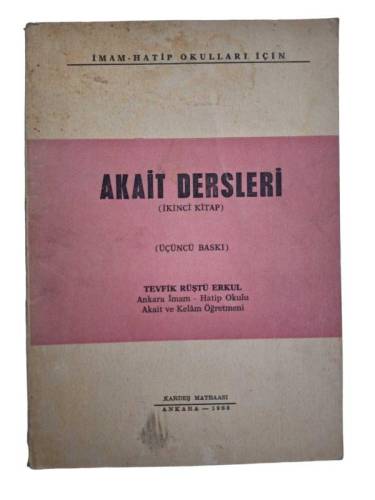 İMAM-HATİP OKULLARI İÇİN
AKAİT DERSLERİ
(İKİNCİ KİTAP)
(ÜÇÜNCÜ BASKI)
TEVFİK RÜŞTÜ ERKUL
Ankara İmam - Hatip Okulu
Akait ve Kelâm Öğretmeni
KARDEŞ MATBAASI
ANKARA —